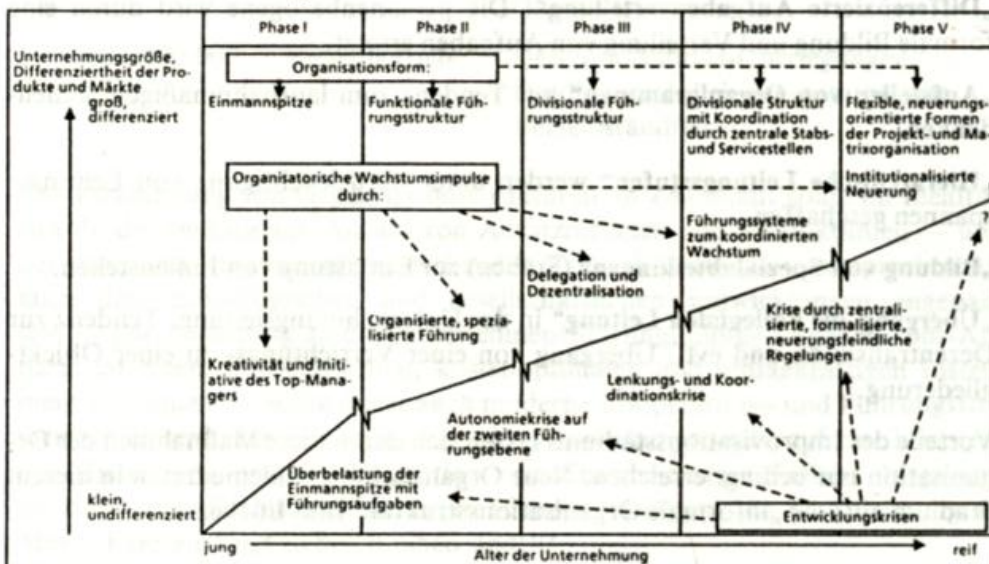 Phase I
Phase II
Phase III
Phase IV
Phase V
Unternehmungsgröße,
Differenziertheit der Pro-
dukte und Märkte
groß,
differenziert
Organisationsform:
Einmannspitze
Funktionale Füh-
rungsstruktur
Divisionale Füh-
rungsstruktur
Divisionale Struktur
mit Koordination
durch zentrale Stabs-
und Servicestellen
Flexible, neuerungs-
orientierte Formen
der Projekt- und Ma-
trixorganisation
Organisatorische Wachstumsimpulse
durch:
Institutionalisierte
Neuerung
Führungssysteme
zum koordinierten
Wachstum
Delegation und
Dezentralisation
Organisierte, spezia-
lisierte Führung
Kreativität und Initi-
ative des Top-Mana-
gers
Krise durch zentrali-
sierte, formalisierte,
neuerungsfeindliche
Regelungen
Lenkungs- und Koor-
dinationskrise
Autonomiekrise auf
der zweiten Füh-
rungsebene
Überbelastung der
Einmannspitze mit
Führungsaufgaben
klein,
undifferenziert
Entwicklungskrisen
jung
Alter der Unternehmung
reif